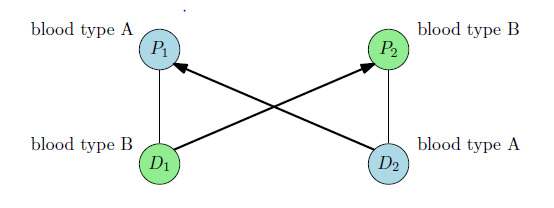 blood type A
P1
P2
blood type B
blood type B
D1
D2
blood type A